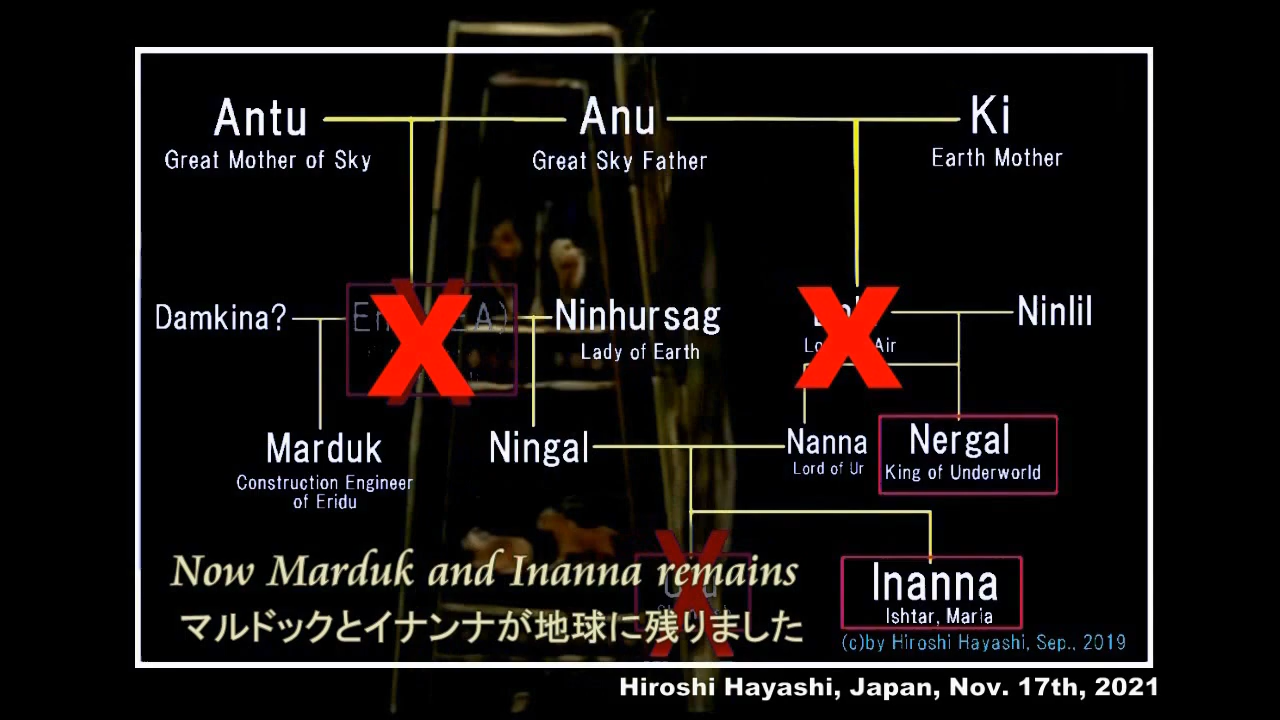 Antu
Anu
Ki
Great Mother of Sky
Great Sky Father
Earth Mother
Damkina?
Ninhursag
Ninlil
Lady of Earth
Air
Marduk
Ningal
Nanna
Nergal
Construction Engineer
of Eridu
Lord of Ur
King of Underworld
Now Marduk and Inanna remains
マルドックとイナンナが地球に残りました
Inanna
Ishtar, Maria
(c)by Hiroshi Hayashi, Sep., 2019
Hiroshi Hayashi, Japan, Nov. 17th, 2021